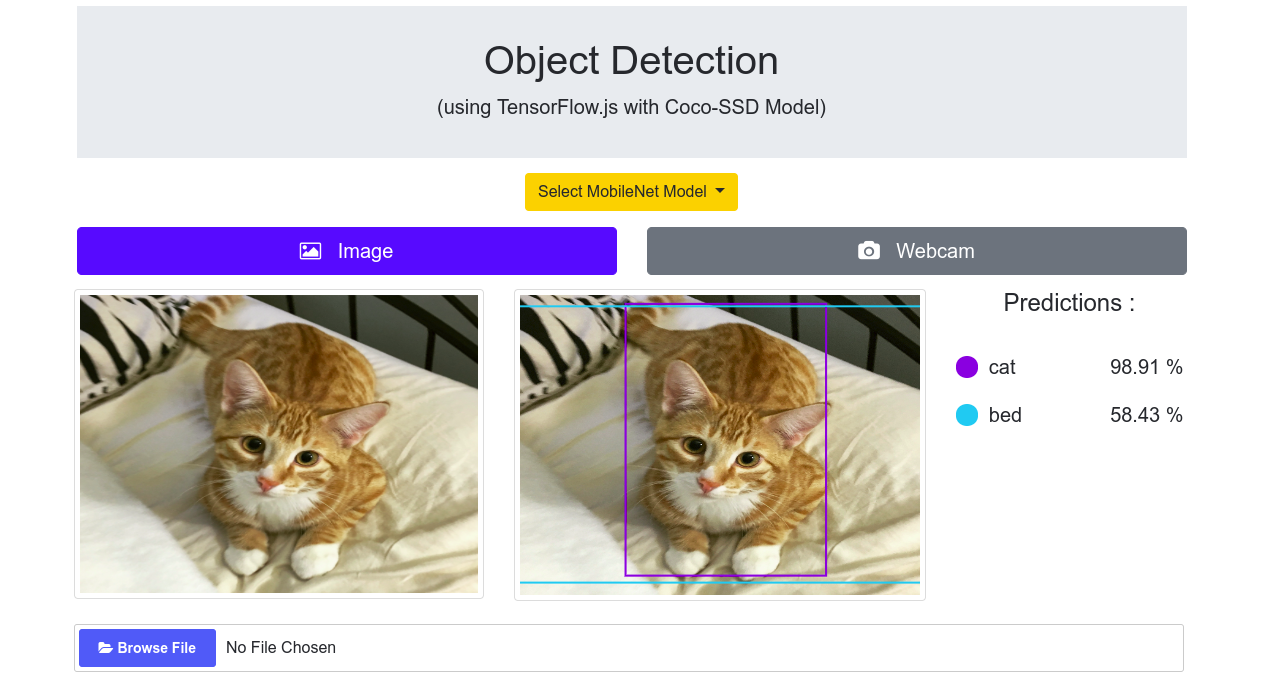 Object Detection
(using TensorFlow.js with Coco-SSD Model)
Select MobileNet Model
Image
Webcam
Predictions :
cat 98.91 %
bed 58.43 %
Browse File No File Chosen